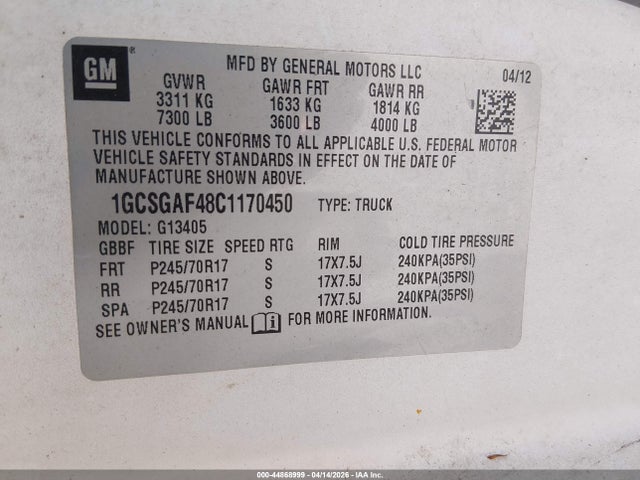 GM®
MFD BY GENERAL MOTORS LLC 04/12
GVWR GAWR FRT GAWR RR
3311 KG 1633 KG 1814 KG
7300 LB 3600 LB 4000 LB
THIS VEHICLE CONFORMS TO ALL APPLICABLE U.S. FEDERAL MOTOR
VEHICLE SAFETY STANDARDS IN EFFECT ON THE DATE OF
MANUFACTURE SHOWN ABOVE.
1GCSGAF48C1170450 TYPE: TRUCK
MODEL: G13405
GBBF TIRE SIZE SPEED RTG RIM COLD TIRE PRESSURE
FRT P245/70R17 S 17X7.5J 240KPA(35PSI)
RR P245/70R17 S 17X7.5J 240KPA(35PSI)
SPA P245/70R17 S 17X7.5J 240KPA(35PSI)
SEE OWNER'S MANUAL FOR MORE INFORMATION.
000-44868999 | 04/14/2026 | IAAI, Inc.